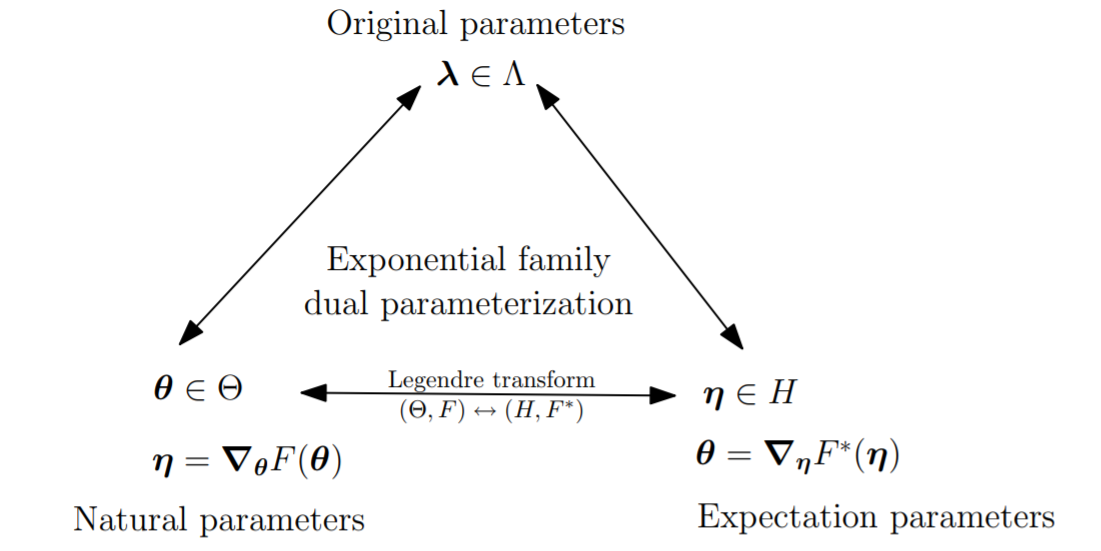 Original parameters
λ ∈ Λ
Exponential family
dual parameterization
Legendre transform
(Θ, F) ↔ (H, F*)
θ ∈ Θ
η = ∇θF(θ)
Natural parameters
η ∈ H
θ = ∇ηF*(η)
Expectation parameters